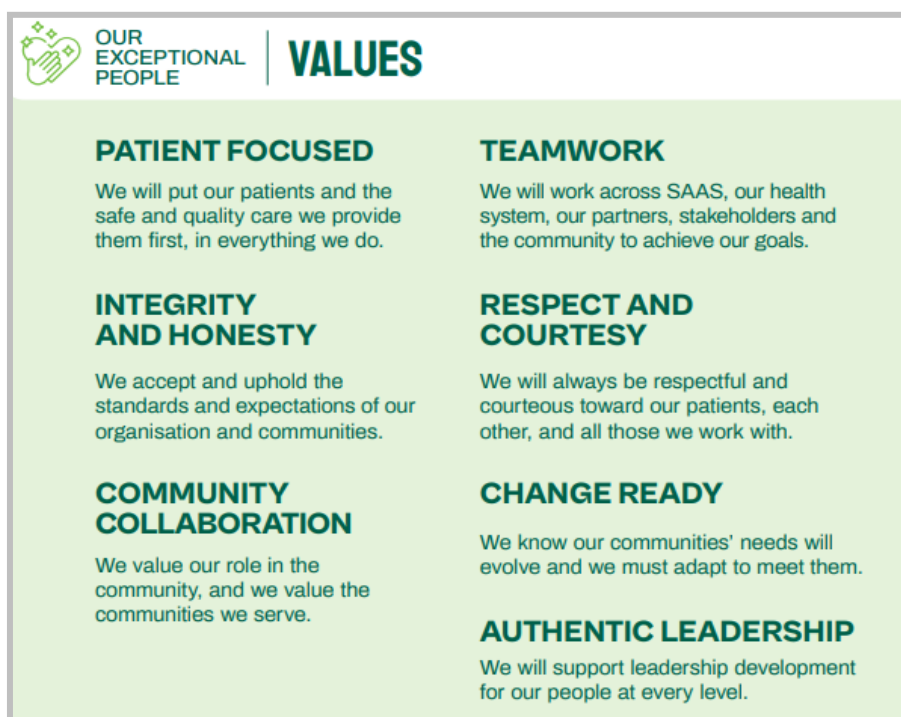 OUR
EXCEPTIONAL
PEOPLE
VALUES
PATIENT FOCUSED
We will put our patients and the
safe and quality care we provide
them first, in everything we do.
INTEGRITY
AND HONESTY
We accept and uphold the
standards and expectations of our
organisation and communities.
COMMUNITY
COLLABORATION
We value our role in the
community, and we value the
communities we serve.
TEAMWORK
We will work across SAAS, our health
system, our partners, stakeholders and
the community to achieve our goals.
RESPECT AND
COURTESY
We will always be respectful and
courteous toward our patients, each
other, and all those we work with.
CHANGE READY
We know our communities’ needs will
evolve and we must adapt to meet them.
AUTHENTIC LEADERSHIP
We will support leadership development
for our people at every level.